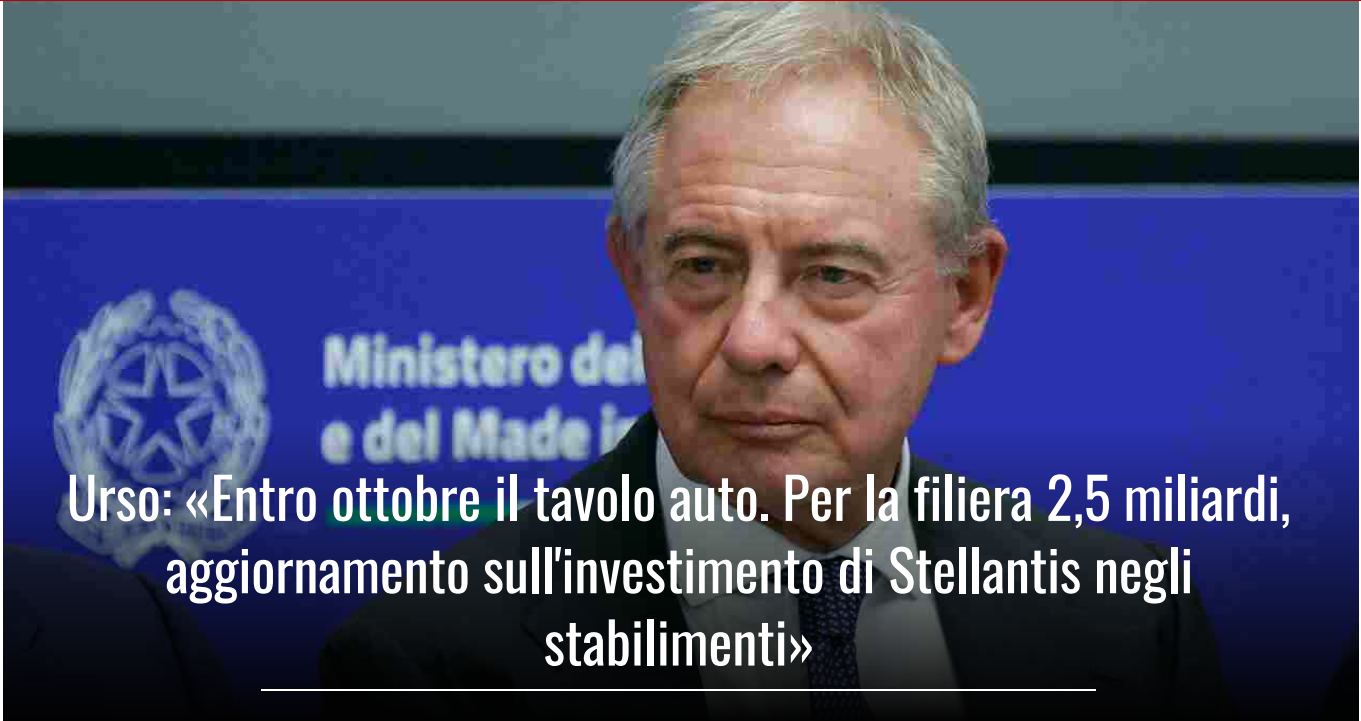 Ministero del
e del Made i
Urso: «Entro ottobre il tavolo auto. Per la filiera 2,5 miliardi,
aggiornamento sull'investimento di Stellantis negli
stabilimenti»